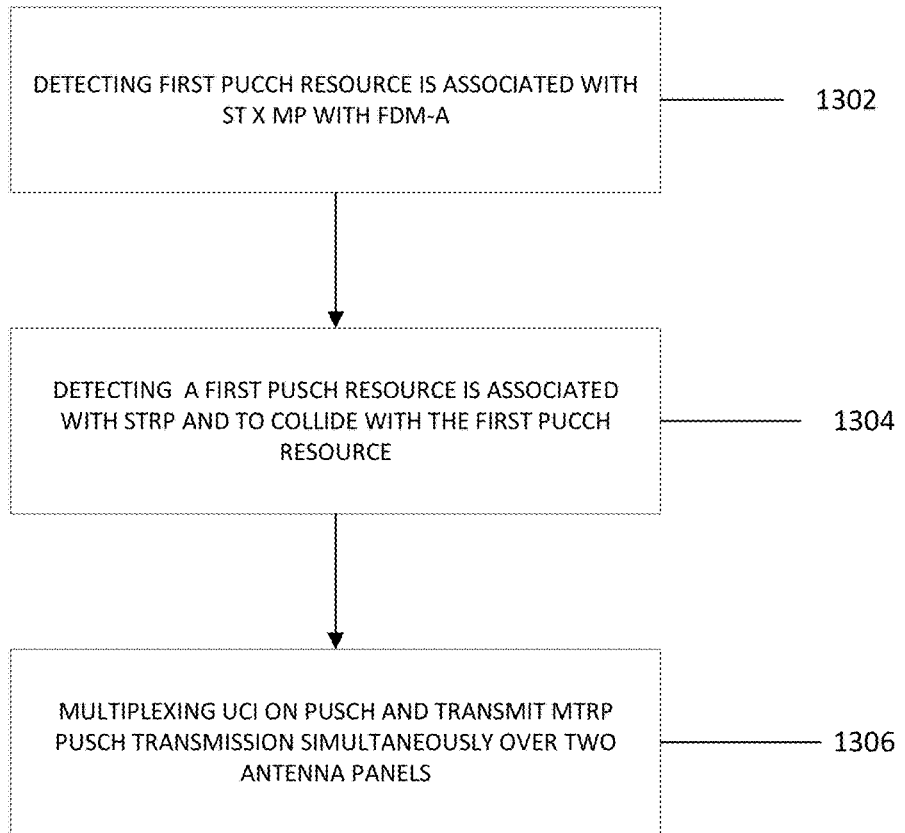 DETECTING FIRST PUCCH RESOURCE IS ASSOCIATED WITH
ST X MP WITH FDM-A
1302
DETECTING A FIRST PUSCH RESOURCE IS ASSOCIATED
WITH STRP AND TO COLLIDE WITH THE FIRST PUCCH
RESOURCE
1304
MULTIPLEXING UCI ON PUSCH AND TRANSMIT MTRP
PUSCH TRANSMISSION SIMULTANEOUSLY OVER TWO
ANTENNA PANELS
1306